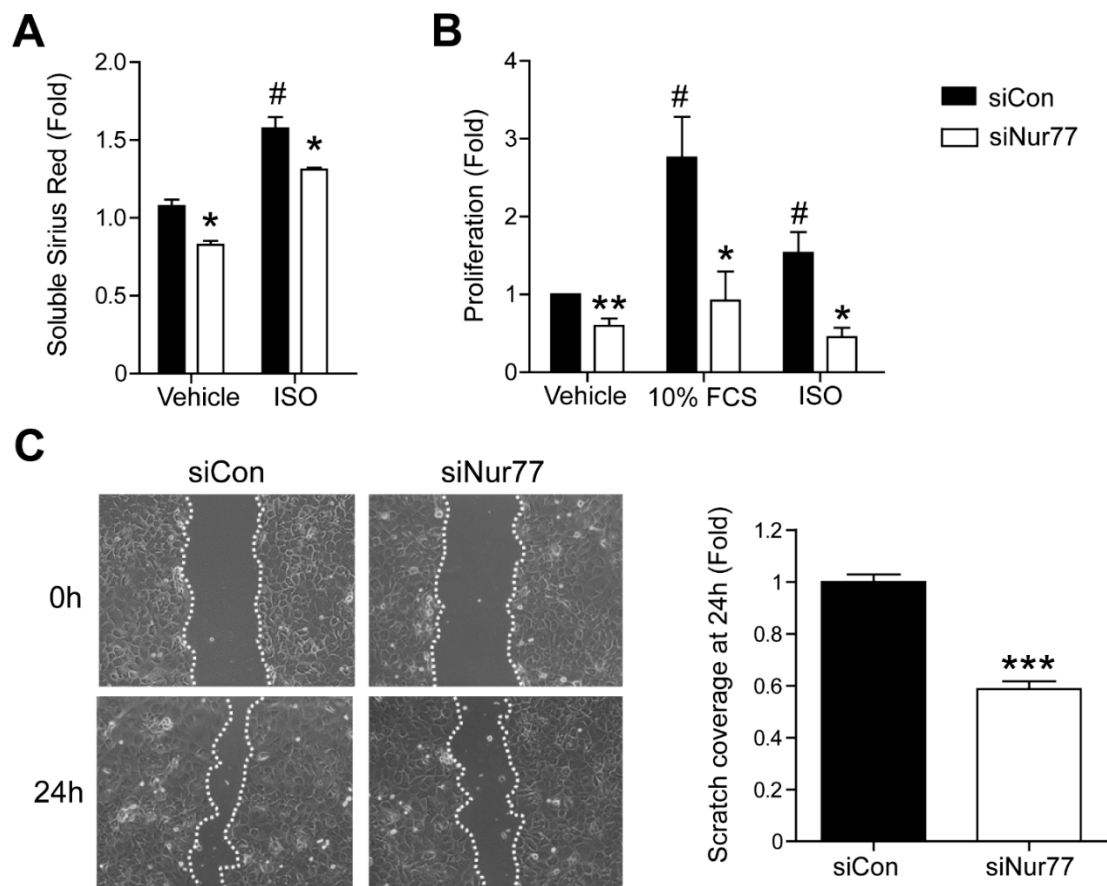 A
Soluble Sirius Red (Fold)
2.0
1.5
1.0
0.5
0
#
*
*
Vehicle
ISO
B
Proliferation (Fold)
4
3
2
1
0
#
#
**
*
*
Vehicle
10% FCS
ISO
siCon
siNur77
C
siCon
siNur77
0h
24h
Scratch coverage at 24h (Fold)
1.2
1
0.8
0.6
0.4
0.2
0
***
siCon
siNur77